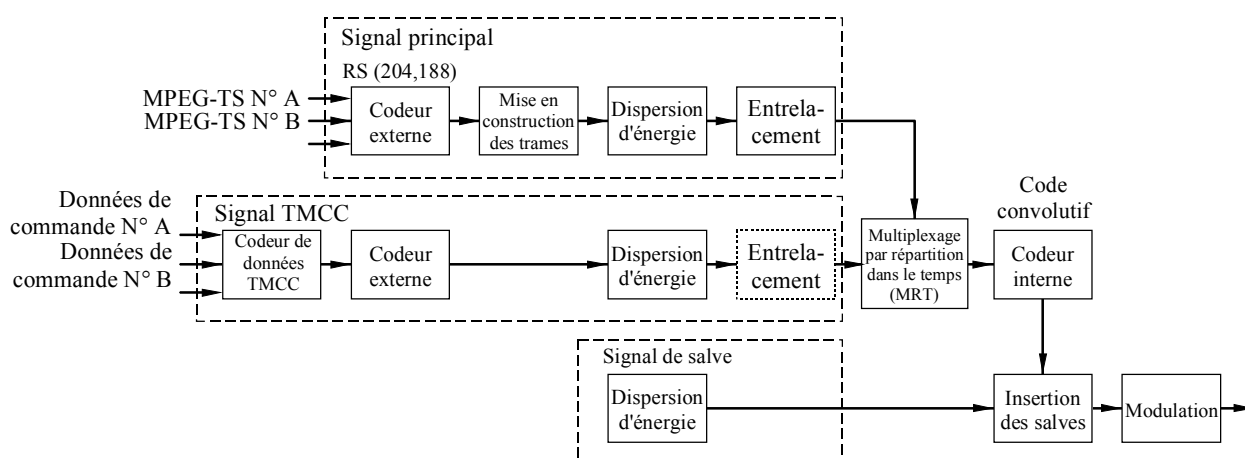 Signal principal
RS (204,188)
MPEG-TS N° A
MPEG-TS N° B
Codeur
externe
Mise en
construction
des trames
Dispersion
d'énergie
Entrela-
cement
Données de
commande N° A
Données de
commande N° B
Signal TMCC
Codeur de
données
TMCC
Codeur
externe
Dispersion
d'énergie
Entrela-
cement
Multiplexage
par répartition
dans le temps
(MRT)
Code
convolutif
Codeur
interne
Signal de salve
Dispersion
d'énergie
Insertion
des salves
Modulation